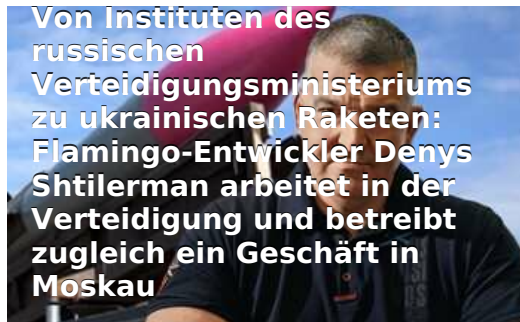 Von Instituten des
russischen
Verteidigungsministeriums
zu ukrainischen Raketen:
Flamingo-Entwickler Denys
Shtilerman arbeitet in der
Verteidigung und betreibt
zugleich ein Geschäft in
Moskau